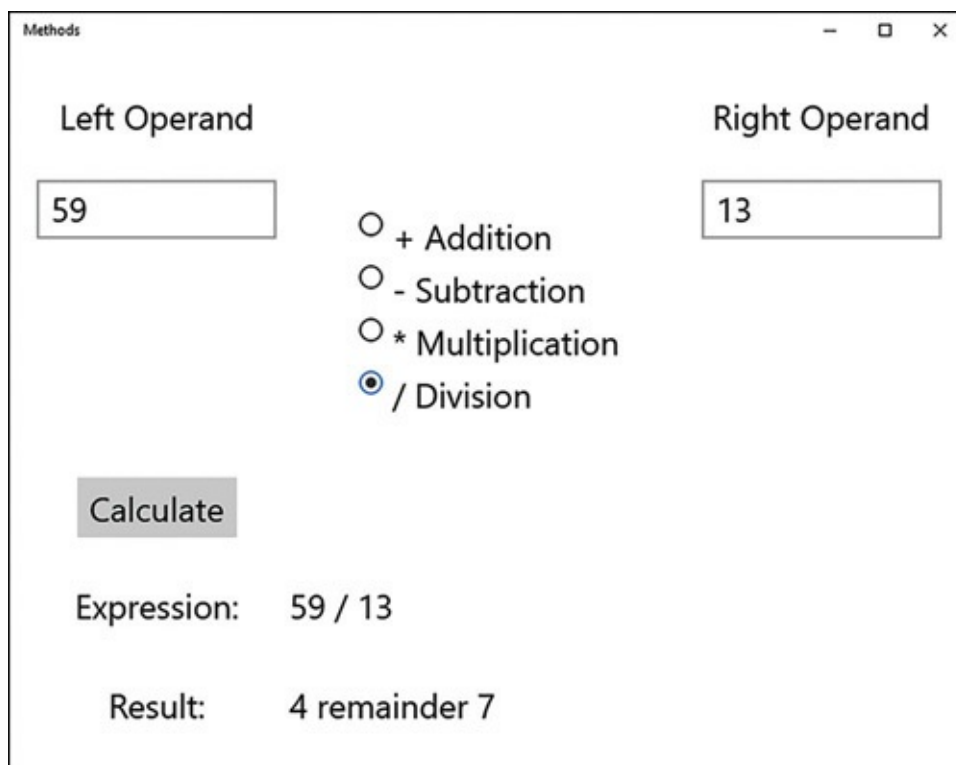 Methods
Left Operand
Right Operand
59
13
+ Addition
- Subtraction
* Multiplication
/ Division
Calculate
Expression: 59 / 13
Result: 4 remainder 7